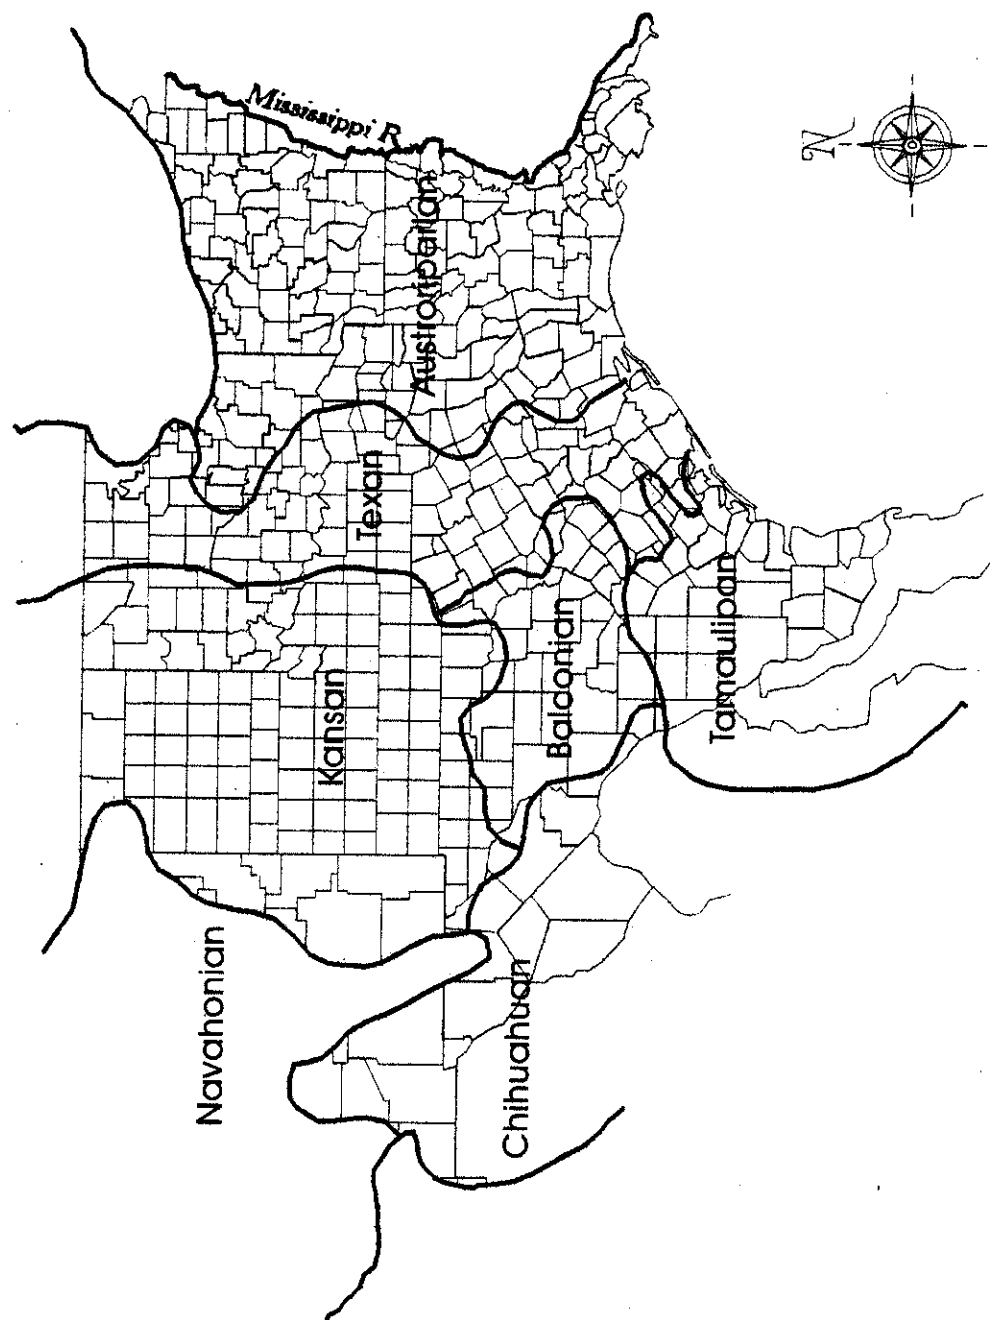 Navahonian
Kansan
Texan
Austroriparian
Mississippi R.
Chihuahuan
Balconian
Tamaulipan
N